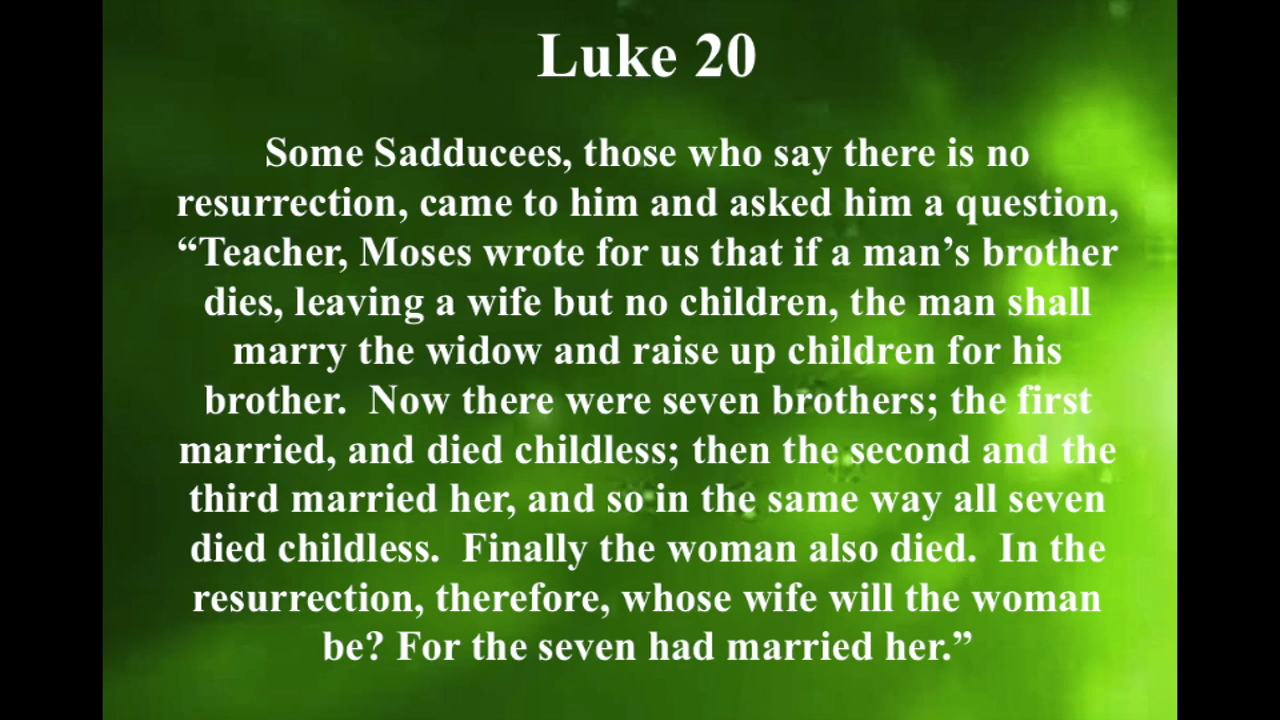 Luke 20
Some Sadducees, those who say there is no
resurrection, came to him and asked him a question,
“Teacher, Moses wrote for us that if a man’s brother
dies, leaving a wife but no children, the man shall
marry the widow and raise up children for his
brother.  Now there were seven brothers; the first
married, and died childless; then the second and the
third married her, and so in the same way all seven
died childless.  Finally the woman also died.  In the
resurrection, therefore, whose wife will the woman
be? For the seven had married her.”